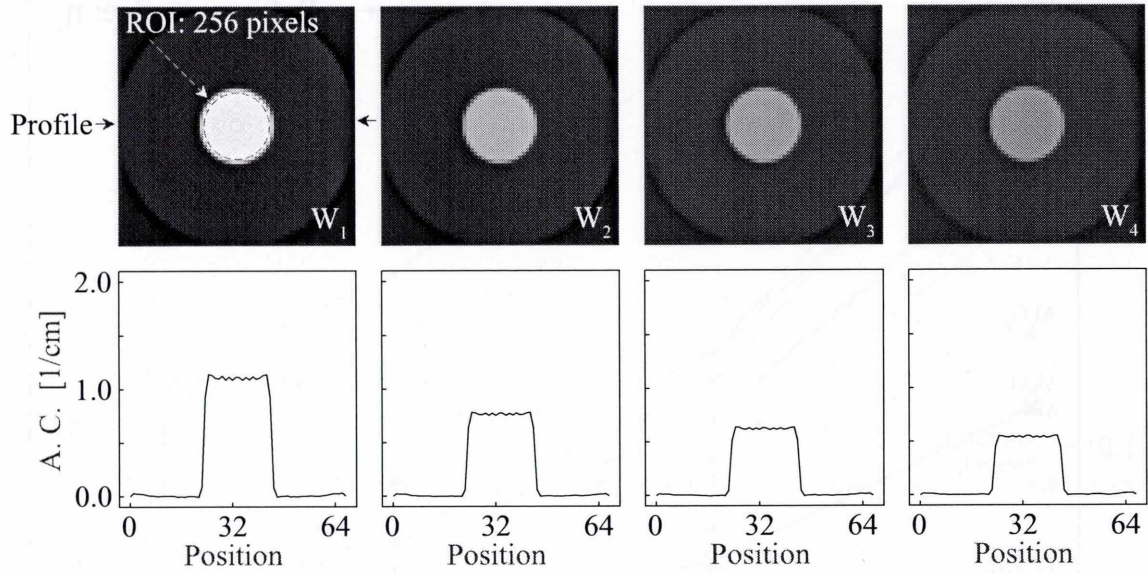 ROI: 256 pixels
Profile
W1
W2
W3
W4
A. C. [1/cm]
2.0
1.0
0.0
0
32
64
Position
0
32
64
Position
0
32
64
Position
0
32
64
Position